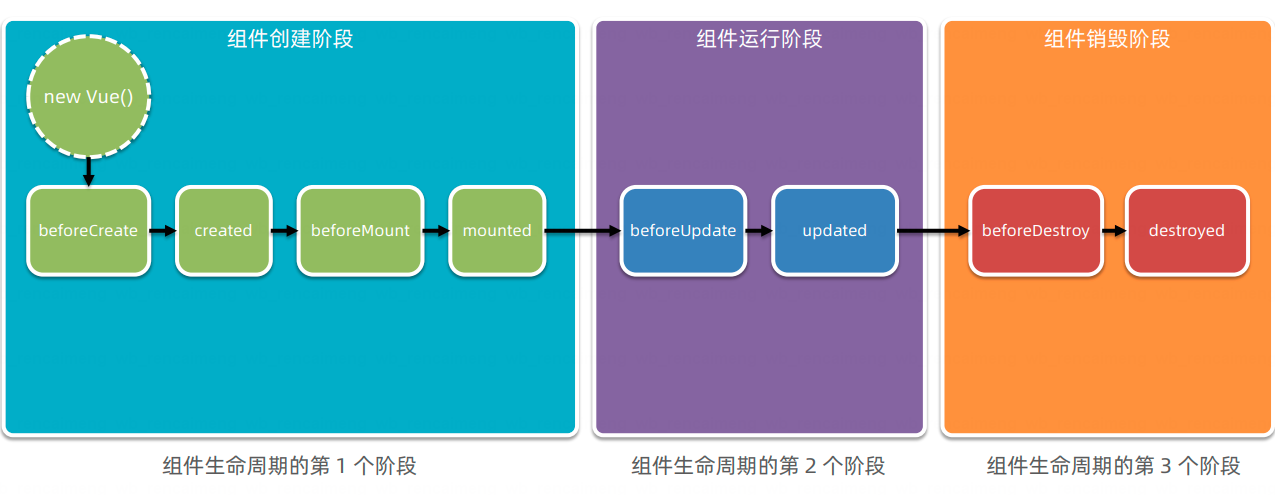 组件创建阶段
组件运行阶段
组件销毁阶段
new Vue()
beforeCreate
created
beforeMount
mounted
beforeUpdate
updated
beforeDestroy
destroyed
组件生命周期的第 1 个阶段
组件生命周期的第 2 个阶段
组件生命周期的第 3 个阶段